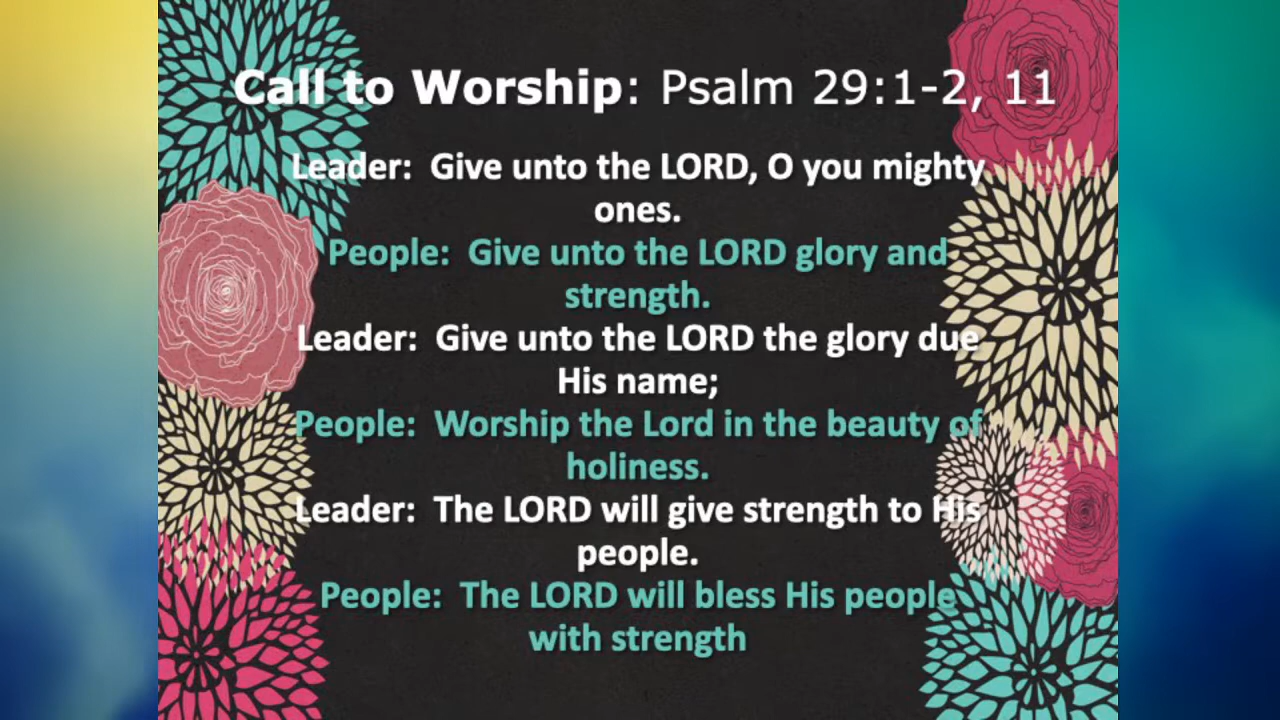 Call to Worship: Psalm 29:1-2, 11
Leader:  Give unto the LORD, O you mighty
ones.
People:  Give unto the LORD glory and
strength.
Leader:  Give unto the LORD the glory due
His name;
People:  Worship the Lord in the beauty of
holiness.
Leader:  The LORD will give strength to His
people.
People:  The LORD will bless His people
with strength